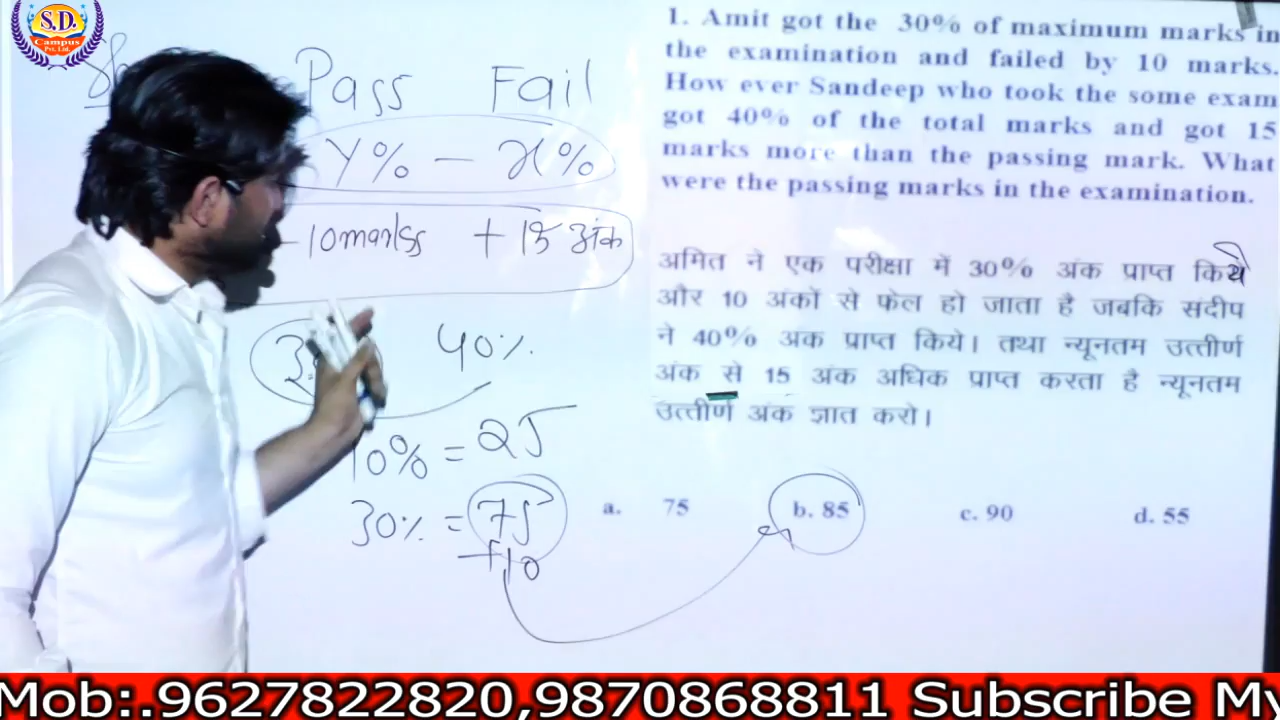 S.D.
Campus
Pvt. Ltd.
Pass Fail
Y% – x%
-10marks +15 अंक
40%
10% = 25
30% = 75
+10
1. Amit got the 30% of maximum marks in
the examination and failed by 10 marks.
How ever Sandeep who took the some exam
got 40% of the total marks and got 15
marks more than the passing mark. What
were the passing marks in the examination.
अमित ने एक परीक्षा में 30% अंक प्राप्त किये
और 10 अंकों से फेल हो जाता है जबकि संदीप
ने 40% अंक प्राप्त किये। तथा न्यूनतम उत्तीर्ण
अंक से 15 अंक अधिक प्राप्त करता है न्यूनतम
उत्तीर्ण अंक ज्ञात करो।
a. 75 b. 85 c. 90 d. 55
Mob:.9627822820,9870868811 Subscribe My